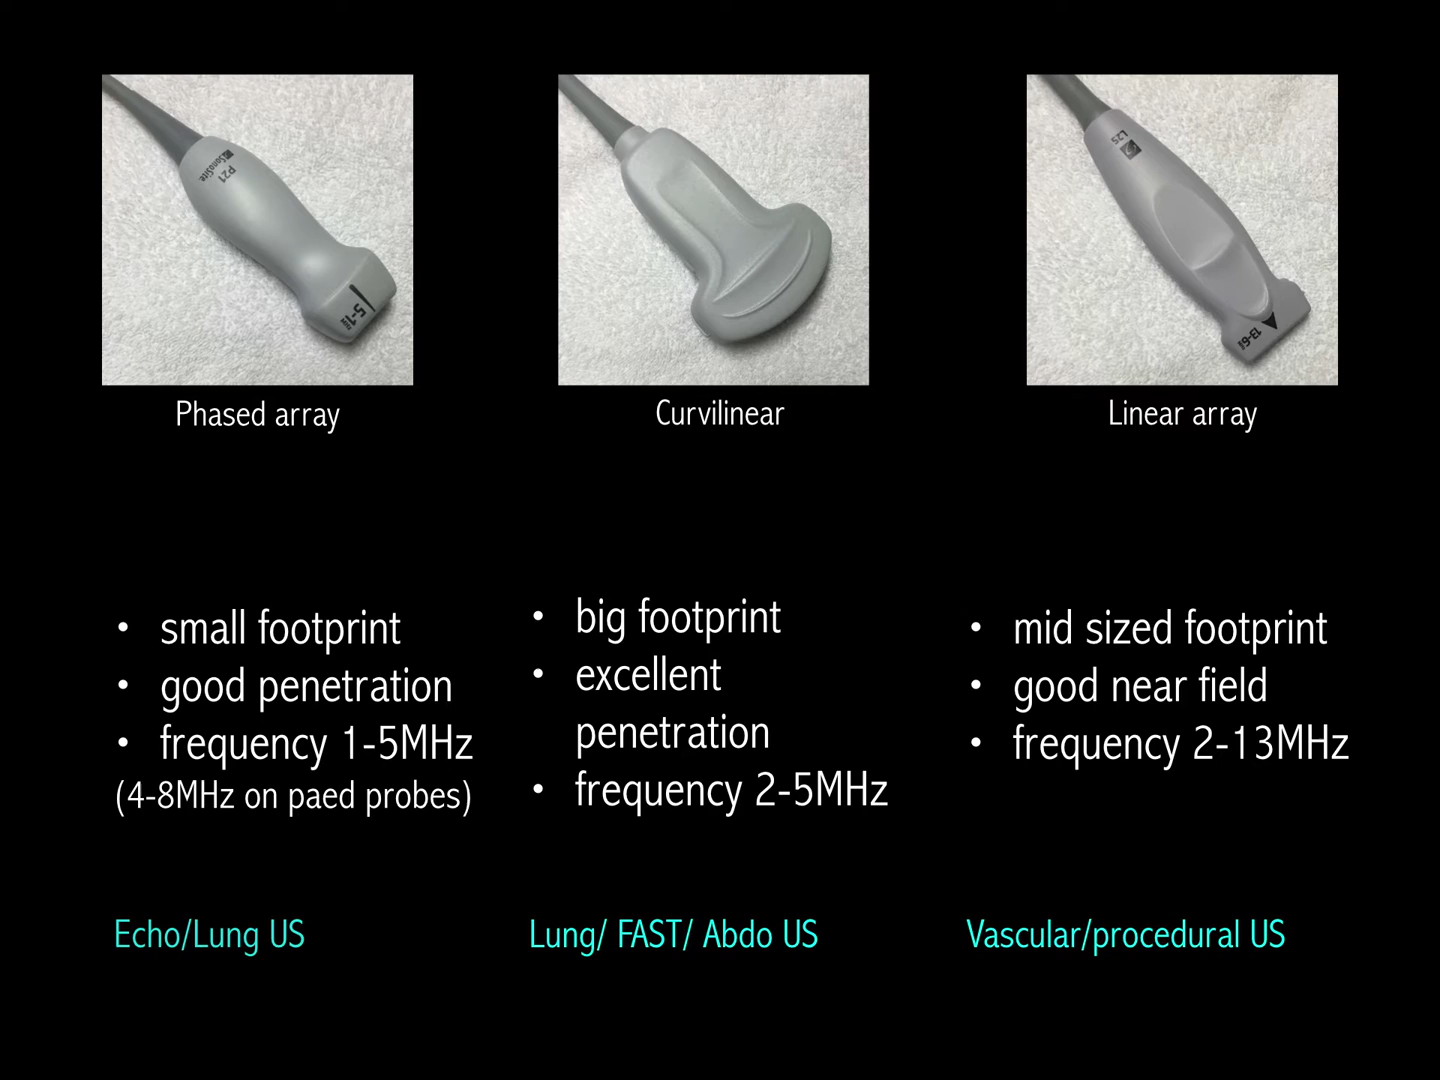 SonoSite
P21
5-1
L25
13-6
Phased array
Curvilinear
Linear array
• small footprint
• good penetration
• frequency 1-5MHz
(4-8MHz on paed probes)
• big footprint
• excellent
penetration
• frequency 2-5MHz
• mid sized footprint
• good near field
• frequency 2-13MHz
Echo/Lung US
Lung/ FAST/ Abdo US
Vascular/procedural US